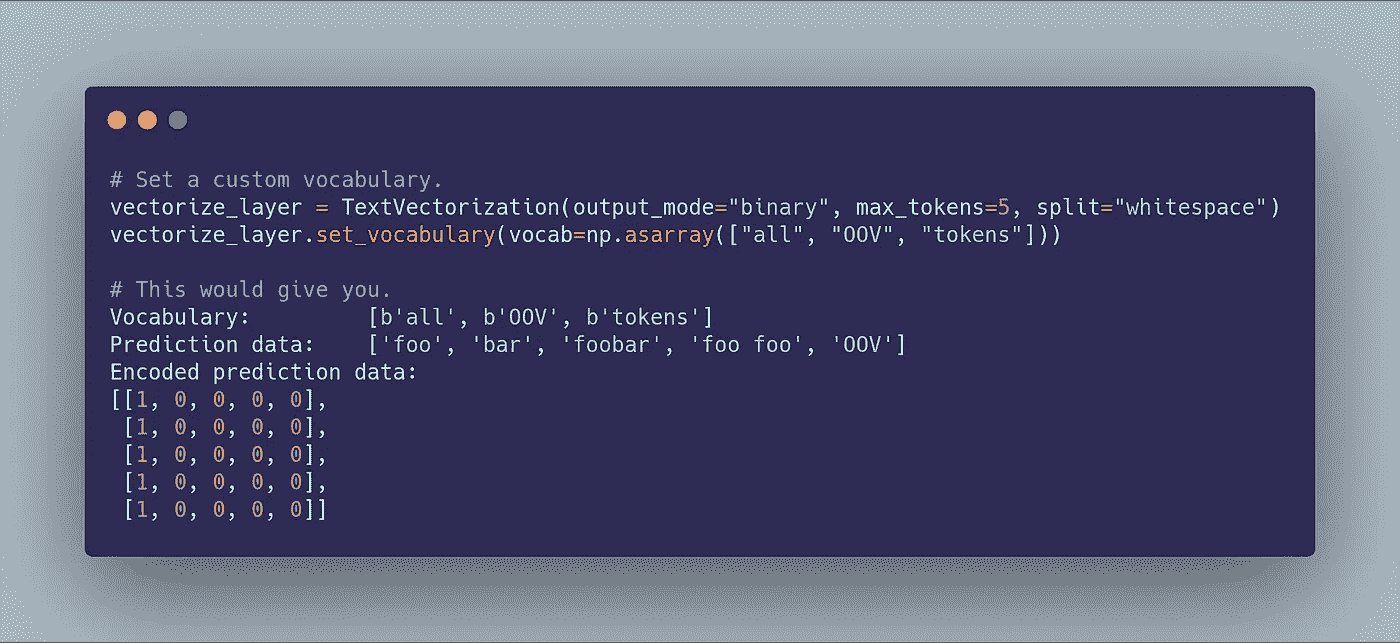 # Set a custom vocabulary.
vectorize_layer = TextVectorization(output_mode="binary", max_tokens=5, split="whitespace")
vectorize_layer.set_vocabulary(vocab=np.asarray(["all", "OOV", "tokens"]))
# This would give you.
Vocabulary: [b'all', b'OOV', b'tokens']
Prediction data: ['foo', 'bar', 'foobar', 'foo foo', 'OOV']
Encoded prediction data:
[[1, 0, 0, 0, 0],
[1, 0, 0, 0, 0],
[1, 0, 0, 0, 0],
[1, 0, 0, 0, 0],
[1, 0, 0, 0, 0]]